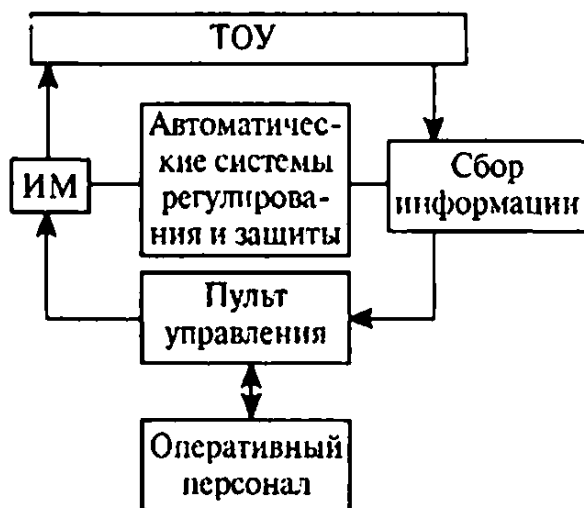 ТОУ
Автоматичес-
кие системы
регулирова-
ния и защиты
ИМ
Сбор
информации
Пульт
управления
Оперативный
персонал